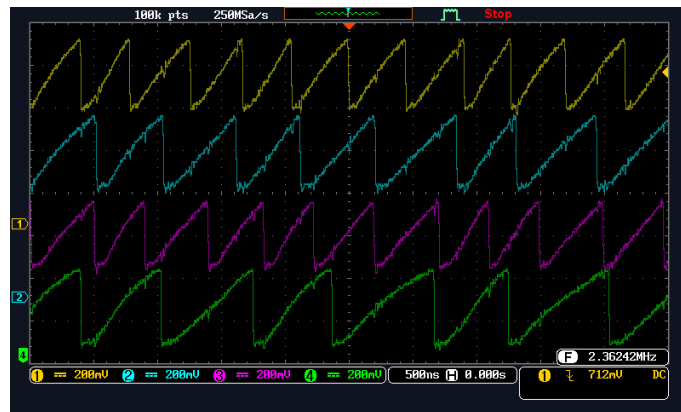 100k pts 250MSa/s Stop
1
2
4
F 2.36242MHz
1 200mV 2 200mV 3 200mV 4 200mV 500ns H 0.000s 1 712mV DC